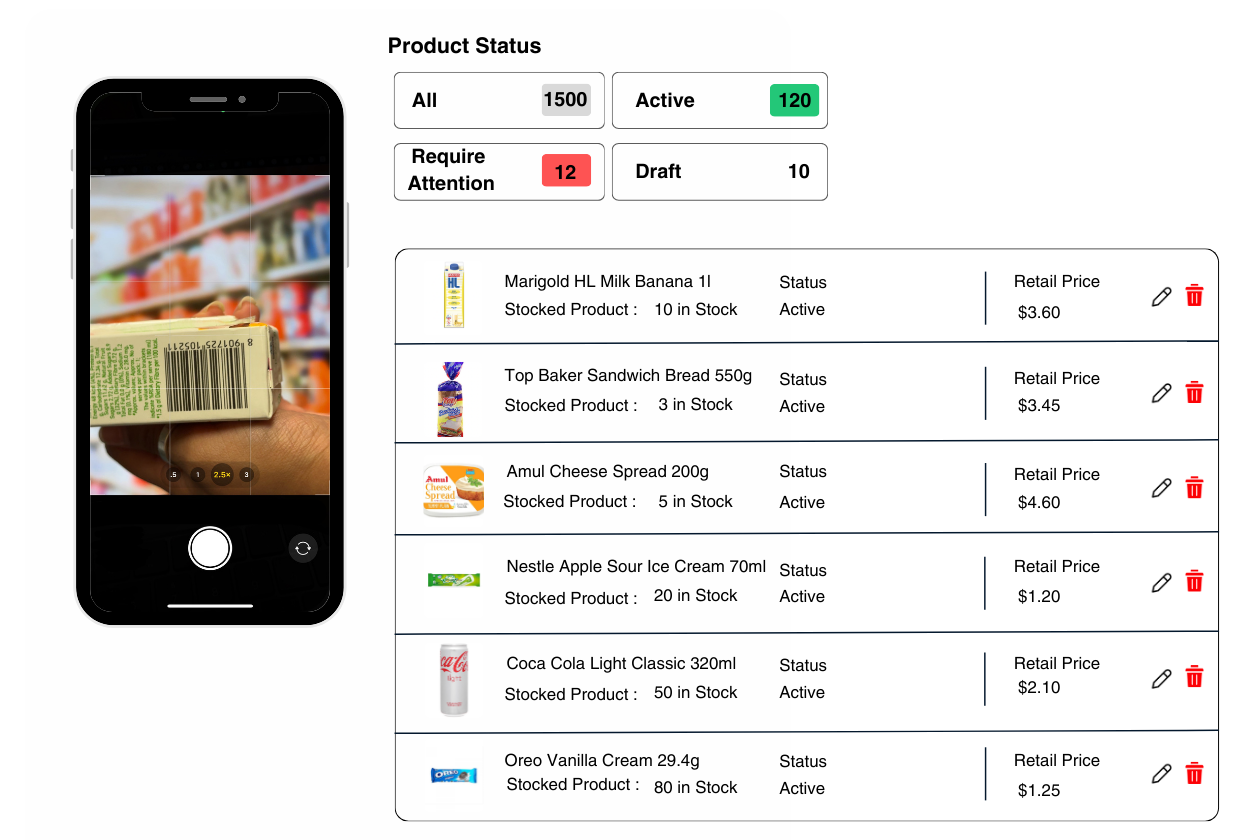 Product Status
All
1500
Active
120
Require
Attention
12
Draft
10
8 901725 105211
.5 1 2.5× 3
HL
Marigold HL Milk Banana 1l
Stocked Product : 10 in Stock
Status
Active
Retail Price
$3.60
Top Baker Sandwich Bread 550g
Stocked Product : 3 in Stock
Status
Active
Retail Price
$3.45
Amul
Cheese
Spread
Amul Cheese Spread 200g
Stocked Product : 5 in Stock
Status
Active
Retail Price
$4.60
Nestle Apple Sour Ice Cream 70ml
Stocked Product : 20 in Stock
Status
Active
Retail Price
$1.20
light
Coca Cola Light Classic 320ml
Stocked Product : 50 in Stock
Status
Active
Retail Price
$2.10
OREO
Oreo Vanilla Cream 29.4g
Stocked Product : 80 in Stock
Status
Active
Retail Price
$1.25